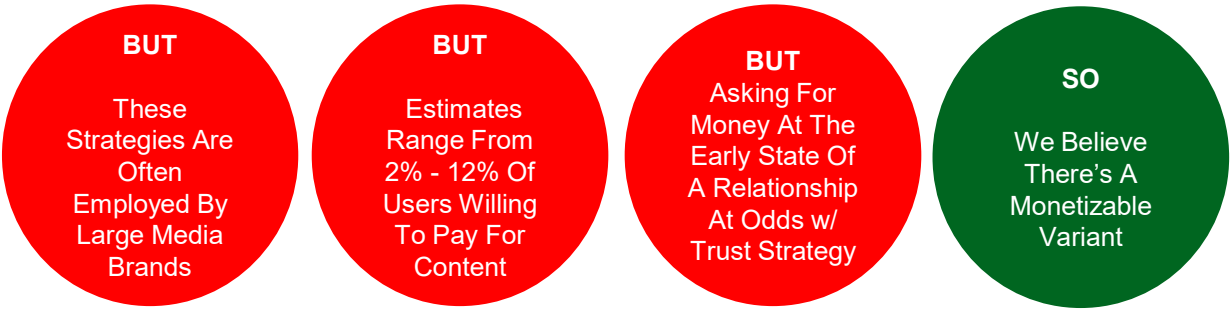 BUT
These
Strategies Are
Often
Employed By
Large Media
Brands
BUT
Estimates
Range From
2% - 12% Of
Users Willing
To Pay For
Content
BUT
Asking For
Money At The
Early State Of
A Relationship
At Odds w/
Trust Strategy
SO
We Believe
There’s A
Monetizable
Variant